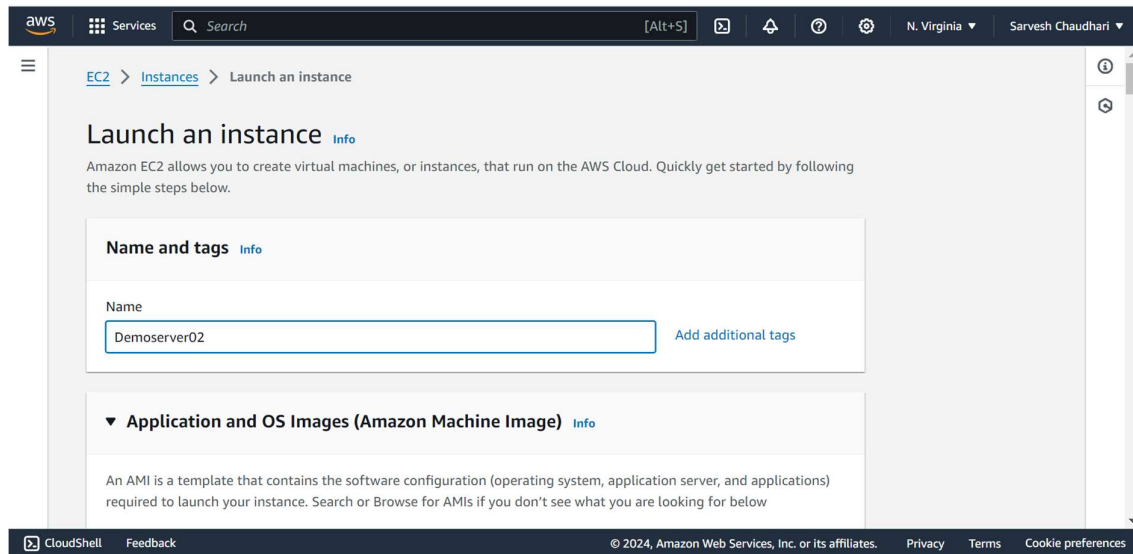 aws
Services
Search
[Alt+S]
N. Virginia
Sarvesh Chaudhari
EC2 > Instances > Launch an instance
Launch an instance Info
Amazon EC2 allows you to create virtual machines, or instances, that run on the AWS Cloud. Quickly get started by following
the simple steps below.
Name and tags Info
Name
Demoserver02
Add additional tags
Application and OS Images (Amazon Machine Image) Info
An AMI is a template that contains the software configuration (operating system, application server, and applications)
required to launch your instance. Search or Browse for AMIs if you don't see what you are looking for below
CloudShell
Feedback
© 2024, Amazon Web Services, Inc. or its affiliates.
Privacy
Terms
Cookie preferences